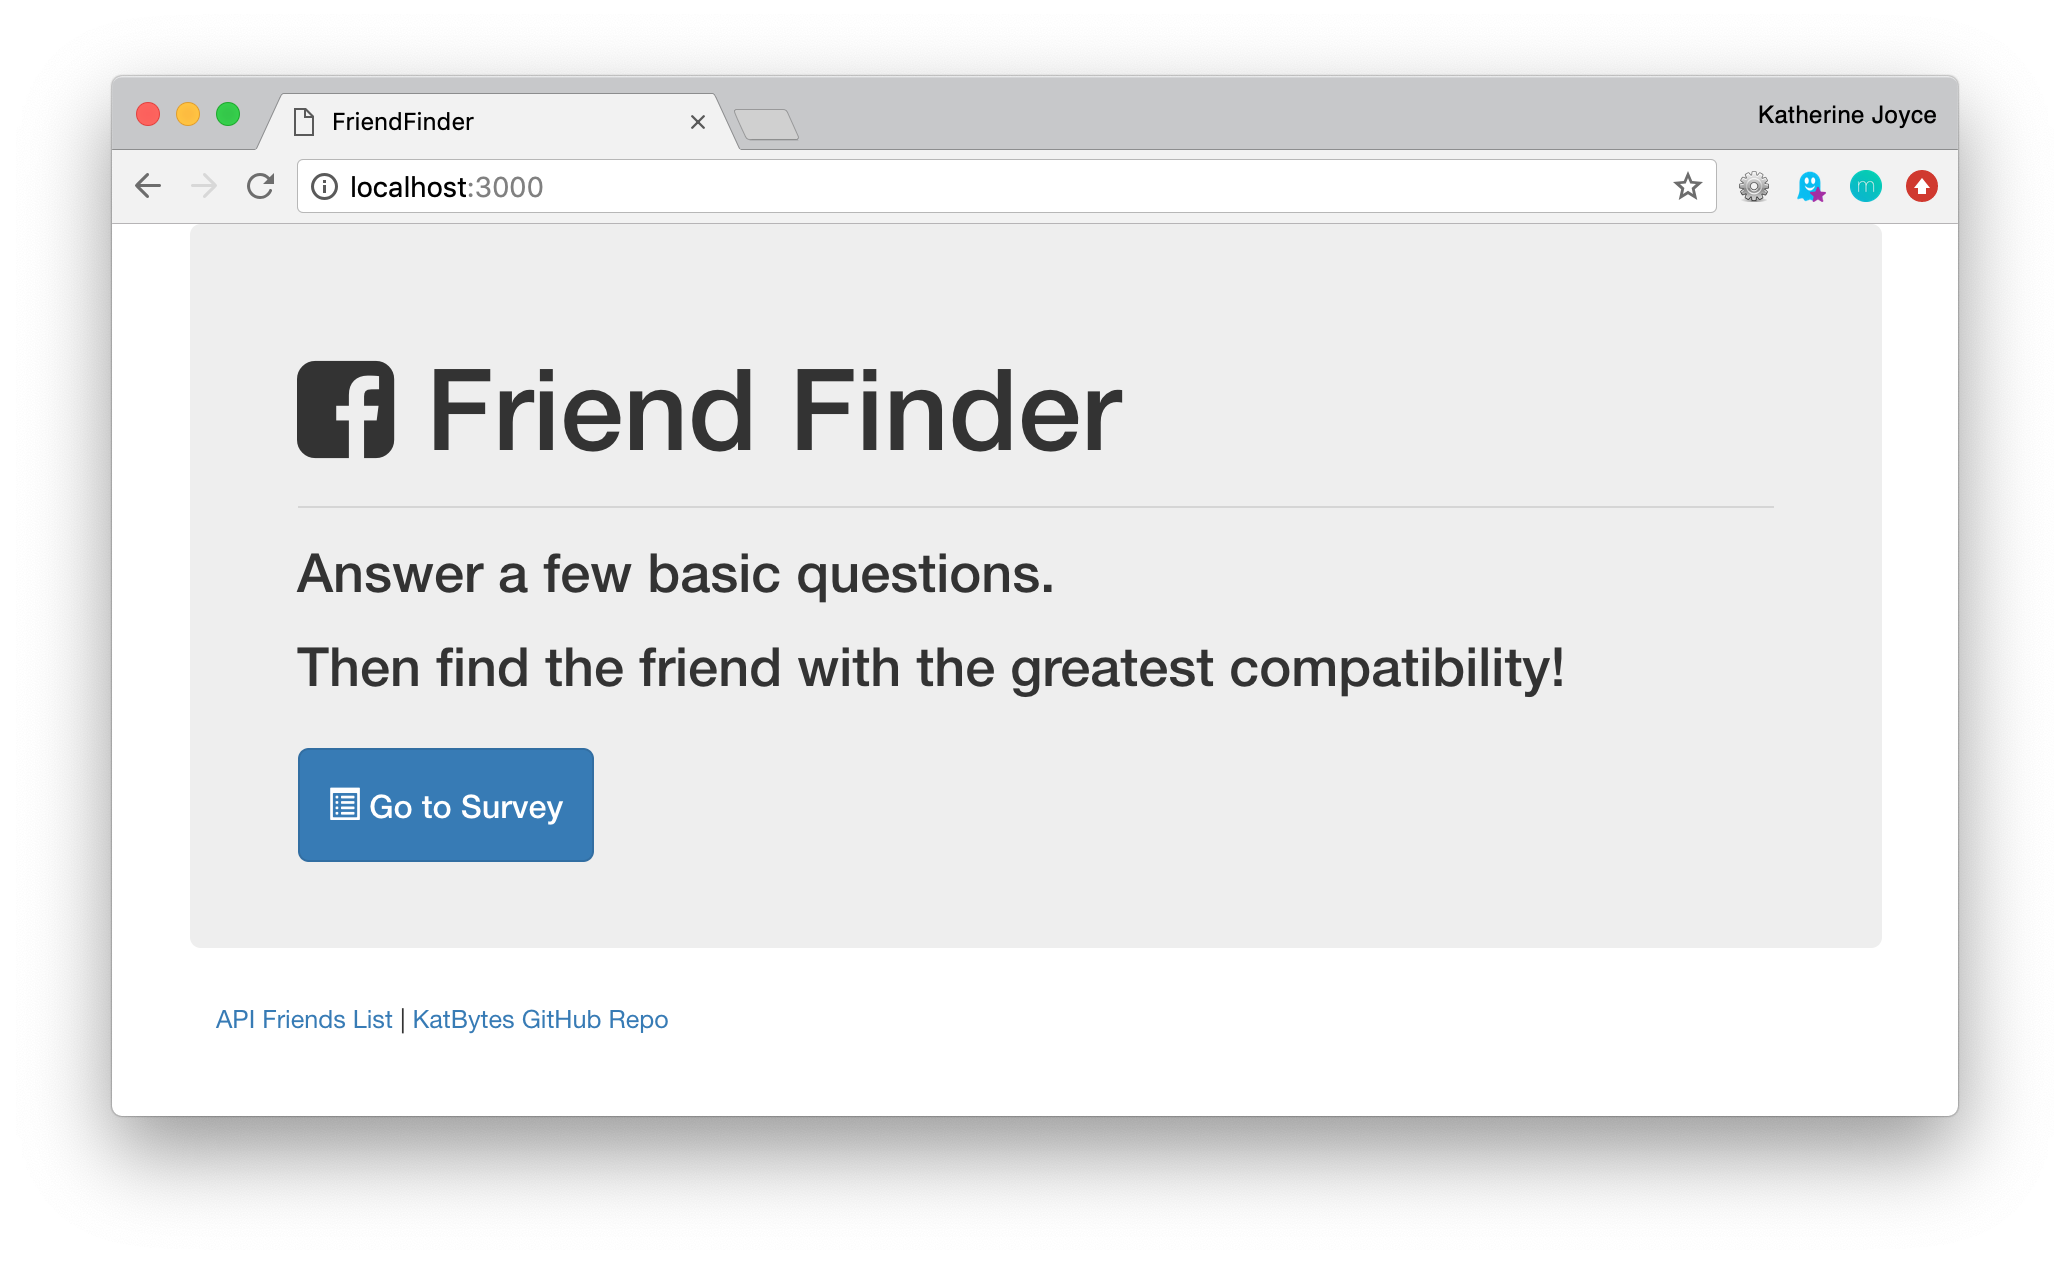 FriendFinder
Katherine Joyce
localhost:3000
m
Friend Finder
Answer a few basic questions.
Then find the friend with the greatest compatibility!
Go to Survey
API Friends List | KatBytes GitHub Repo